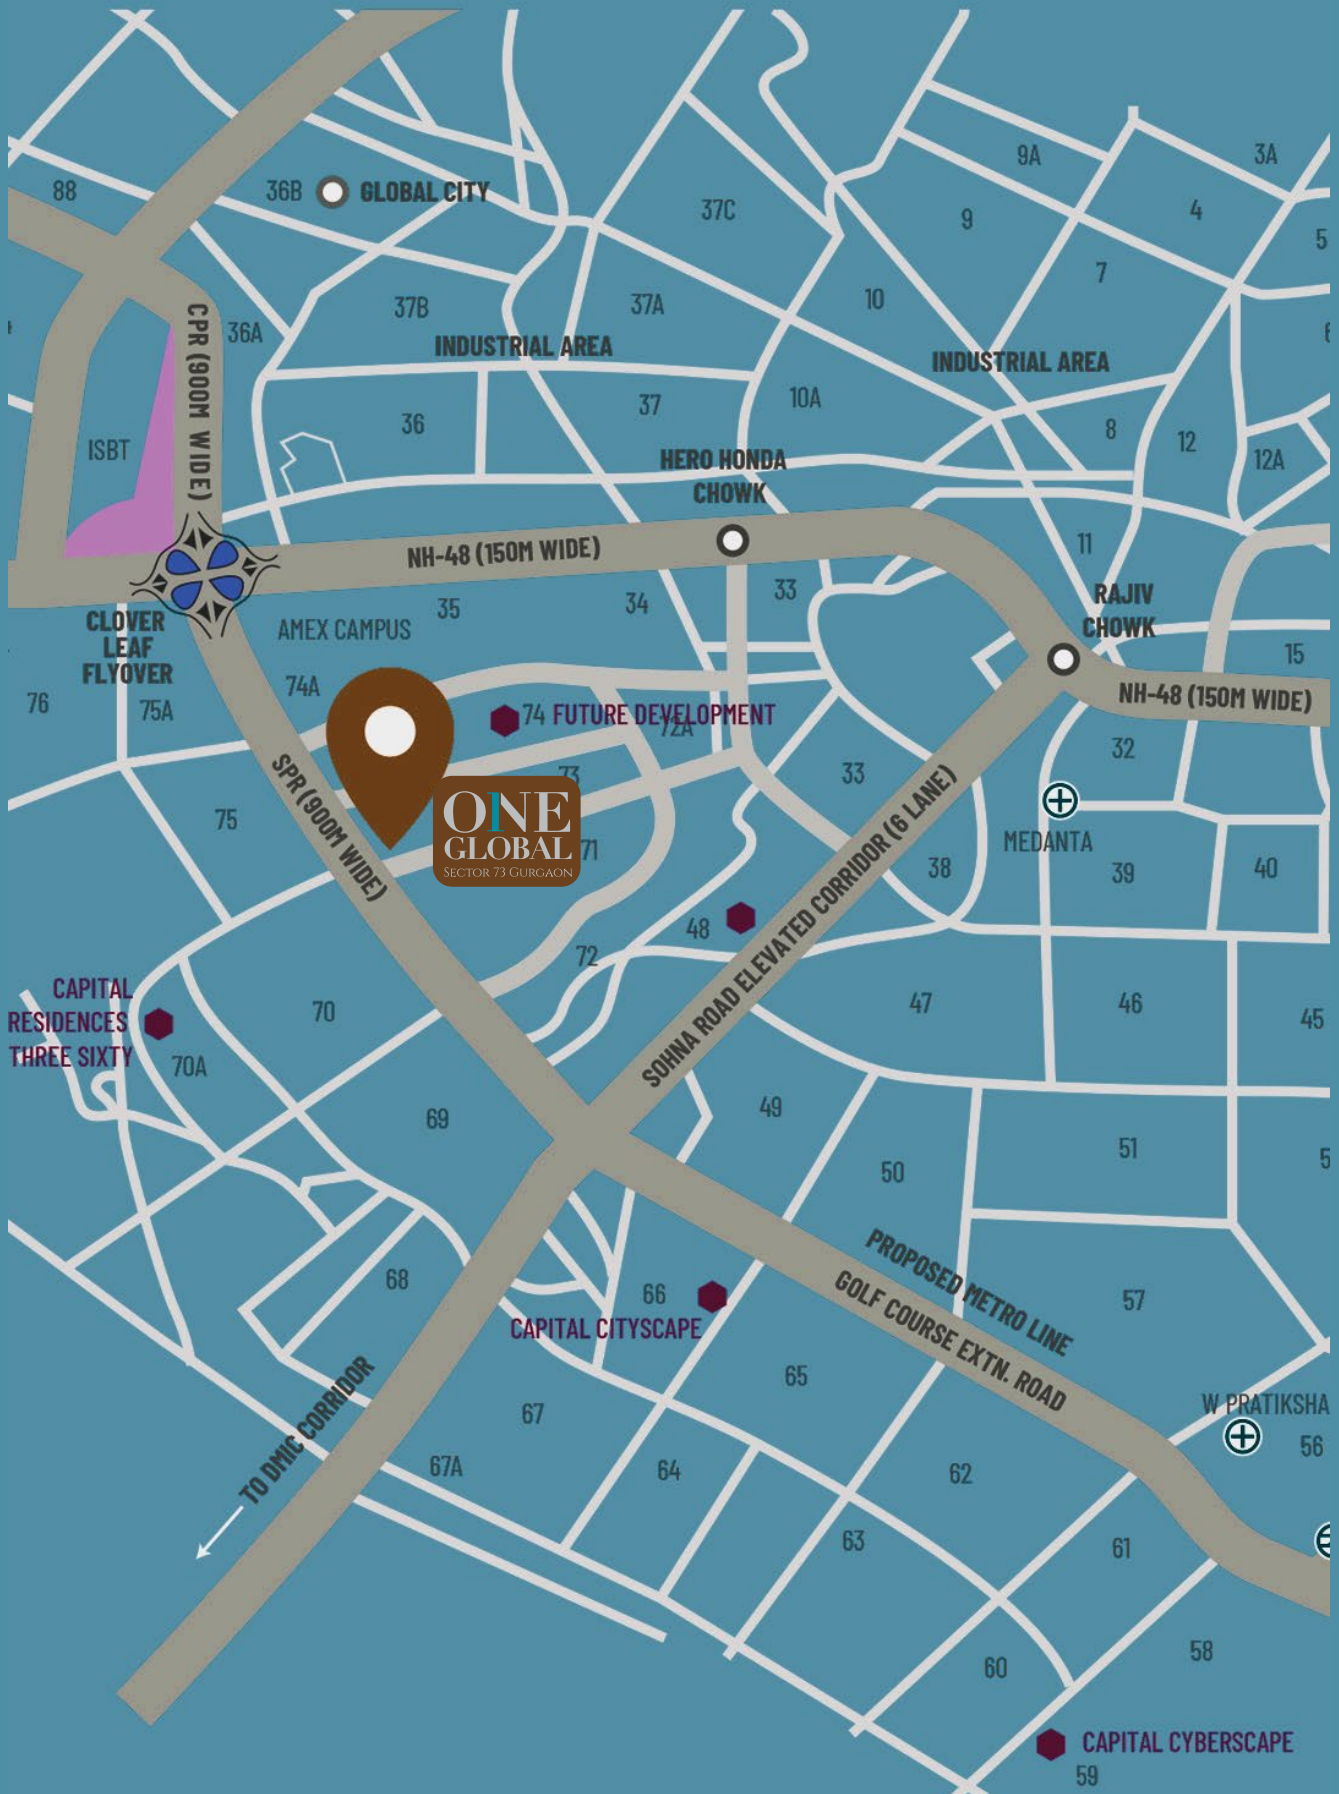 9A
3A
88
36B
GLOBAL CITY
37C
4
9
5
7
37B
37A
10
CPR (900M WIDE)
36A
INDUSTRIAL AREA
INDUSTRIAL AREA
10A
37
36
8
12
ISBT
12A
HERO HONDA
CHOWK
NH-48 (150M WIDE)
11
33
RAJIV
CHOWK
34
35
CLOVER
LEAF
FLYOVER
AMEX CAMPUS
15
74A
NH-48 (150M WIDE)
76
75A
74 FUTURE DEVELOPMENT
72A
32
73
33
SPR (900M WIDE)
75
ONE
GLOBAL
SECTOR 73 GURGAON
71
MEDANTA
38
39
40
SOHNA ROAD ELEVATED CORRIDOR (6 LANE)
48
72
CAPITAL
RESIDENCES
THREE SIXTY
70
47
46
45
70A
69
49
51
50
PROPOSED METRO LINE
GOLF COURSE EXTN. ROAD
68
66
57
CAPITAL CITYSCAPE
65
TO DMIC CORRIDOR
67
W PRATIKSHA
56
67A
64
62
63
61
58
60
CAPITAL CYBERSCAPE
59